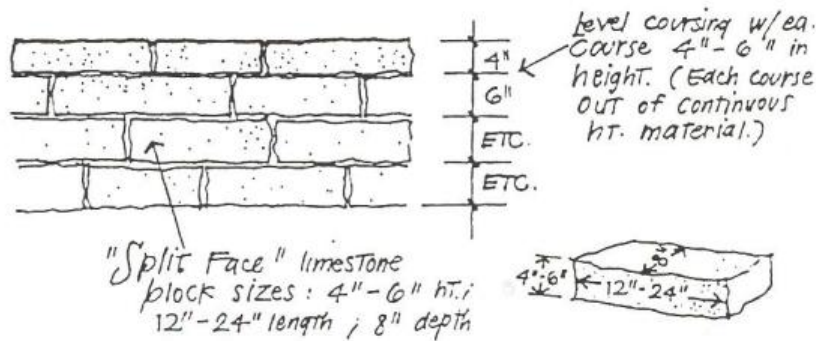 Level coursing w/ea.
Course 4"-6" in
height. (Each course
out of continuous
ht. material.)
4"
6"
ETC.
ETC.
"Split Face" limestone
block sizes: 4"-6" ht.;
12"-24" length; 8" depth
8"
4"-6"
12"-24"